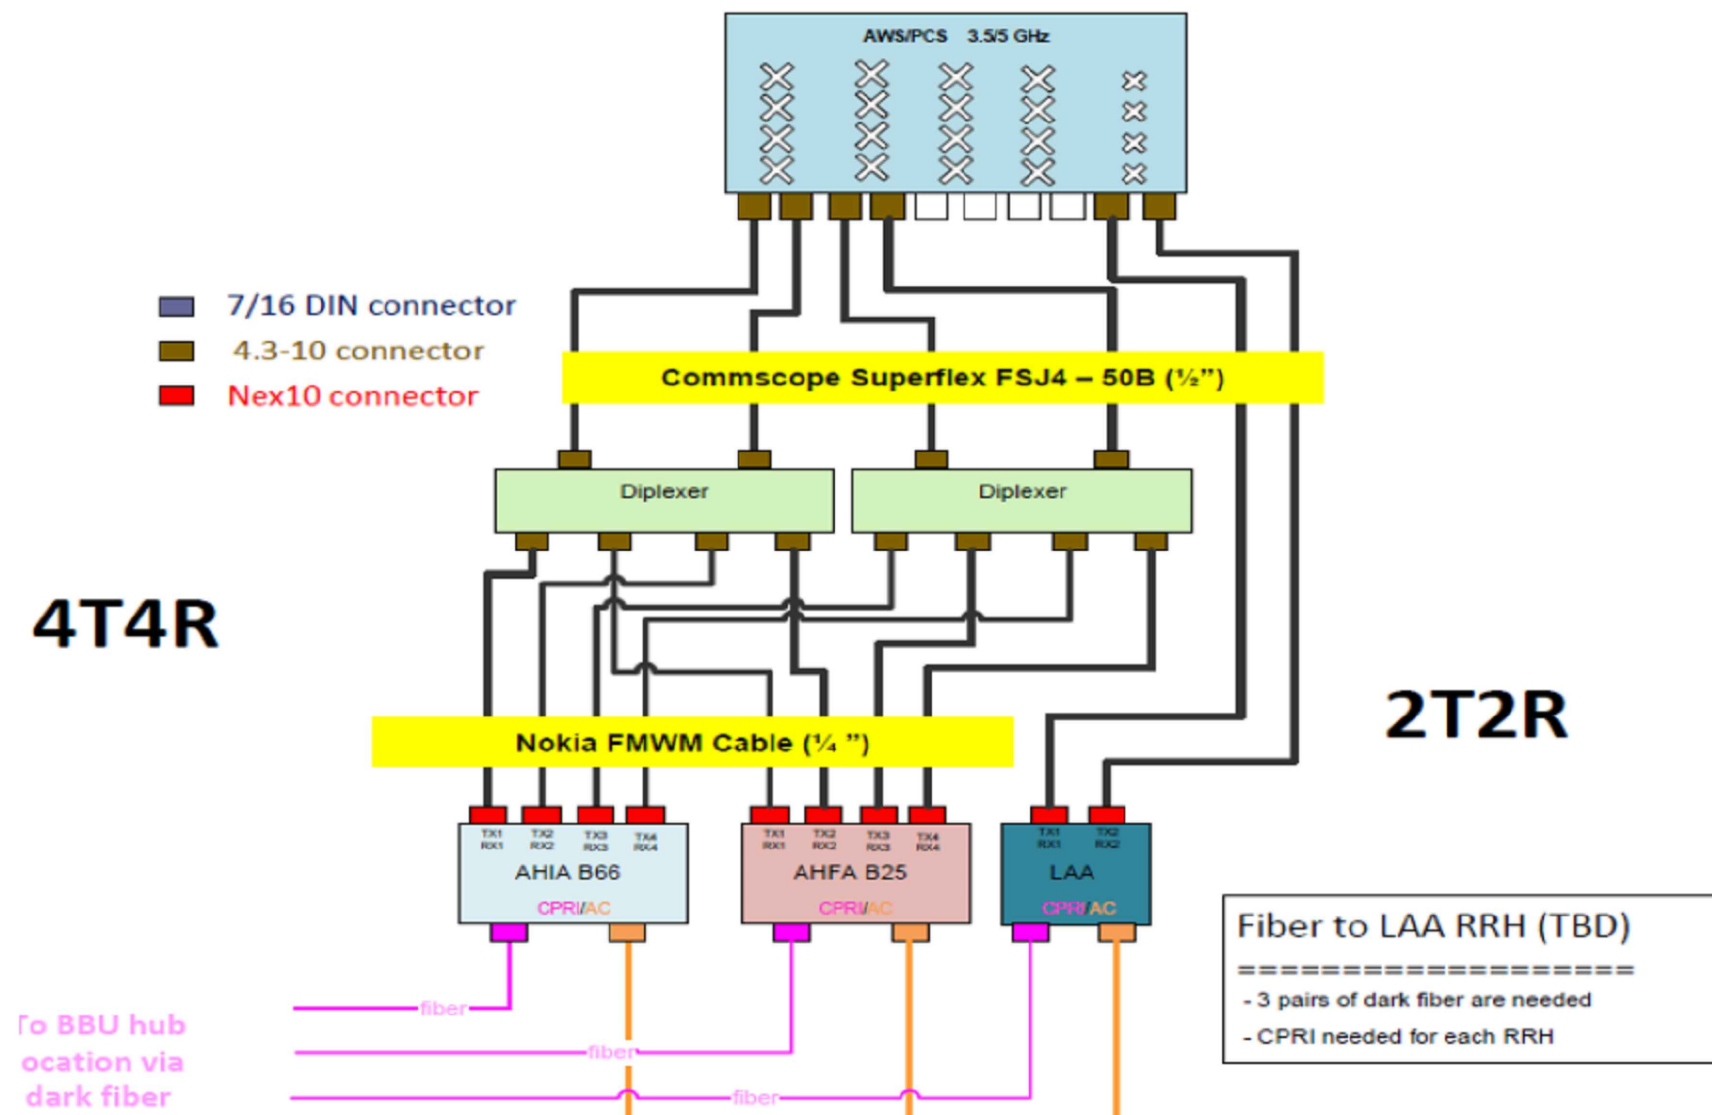 AWS/PCS 3.5/5 GHz
7/16 DIN connector
4.3-10 connector
Nex10 connector
Commscope Superflex FSJ4 – 50B (½”)
Diplexer
Diplexer
4T4R
2T2R
Nokia FMWM Cable (¼ ”)
TX1 TX2 TX3 TX4
RX1 RX2 RX3 RX4
AHIA B66
CPRI/AC
TX1 TX2 TX3 TX4
RX1 RX2 RX3 RX4
AHFA B25
CPRI/AC
TX1 TX2
RX1 RX2
LAA
CPRI/AC
Fiber to LAA RRH (TBD)
===================
- 3 pairs of dark fiber are needed
- CPRI needed for each RRH
fiber
fiber
fiber
To BBU hub
ocation via
dark fiber